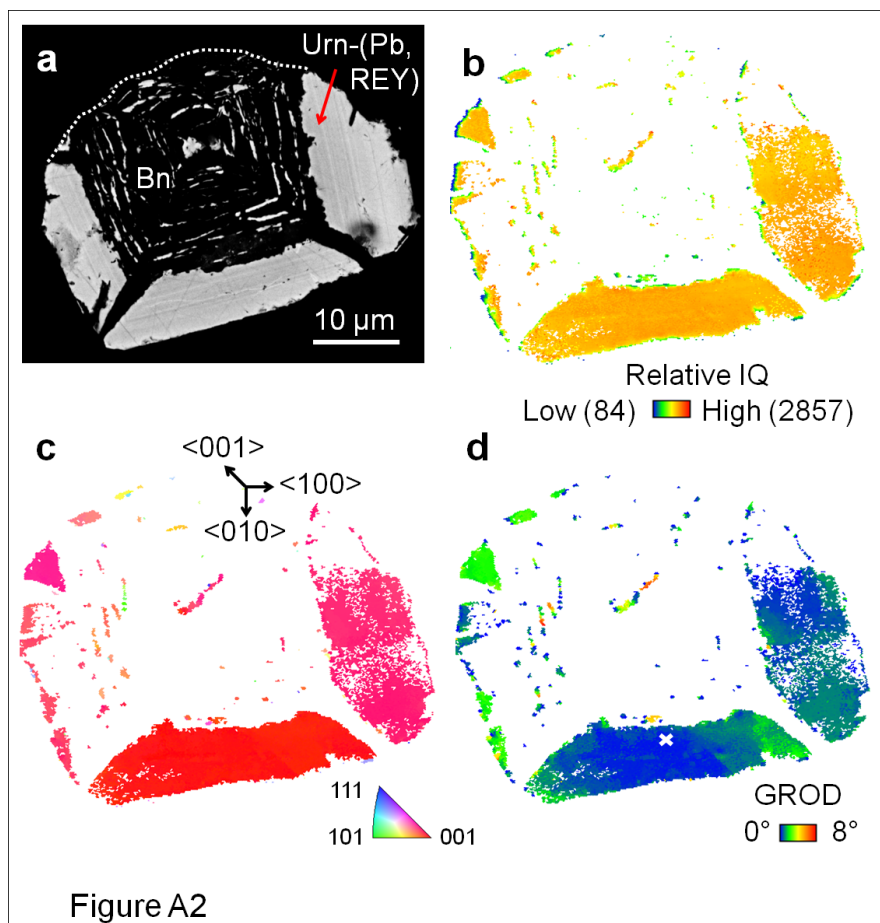 a
Urn-(Pb,
REY)
Bn
10 µm
b
Relative IQ
Low (84) High (2857)
c
<001>
<100>
<010>
111
101 001
d
GROD
0° 8°
Figure A2